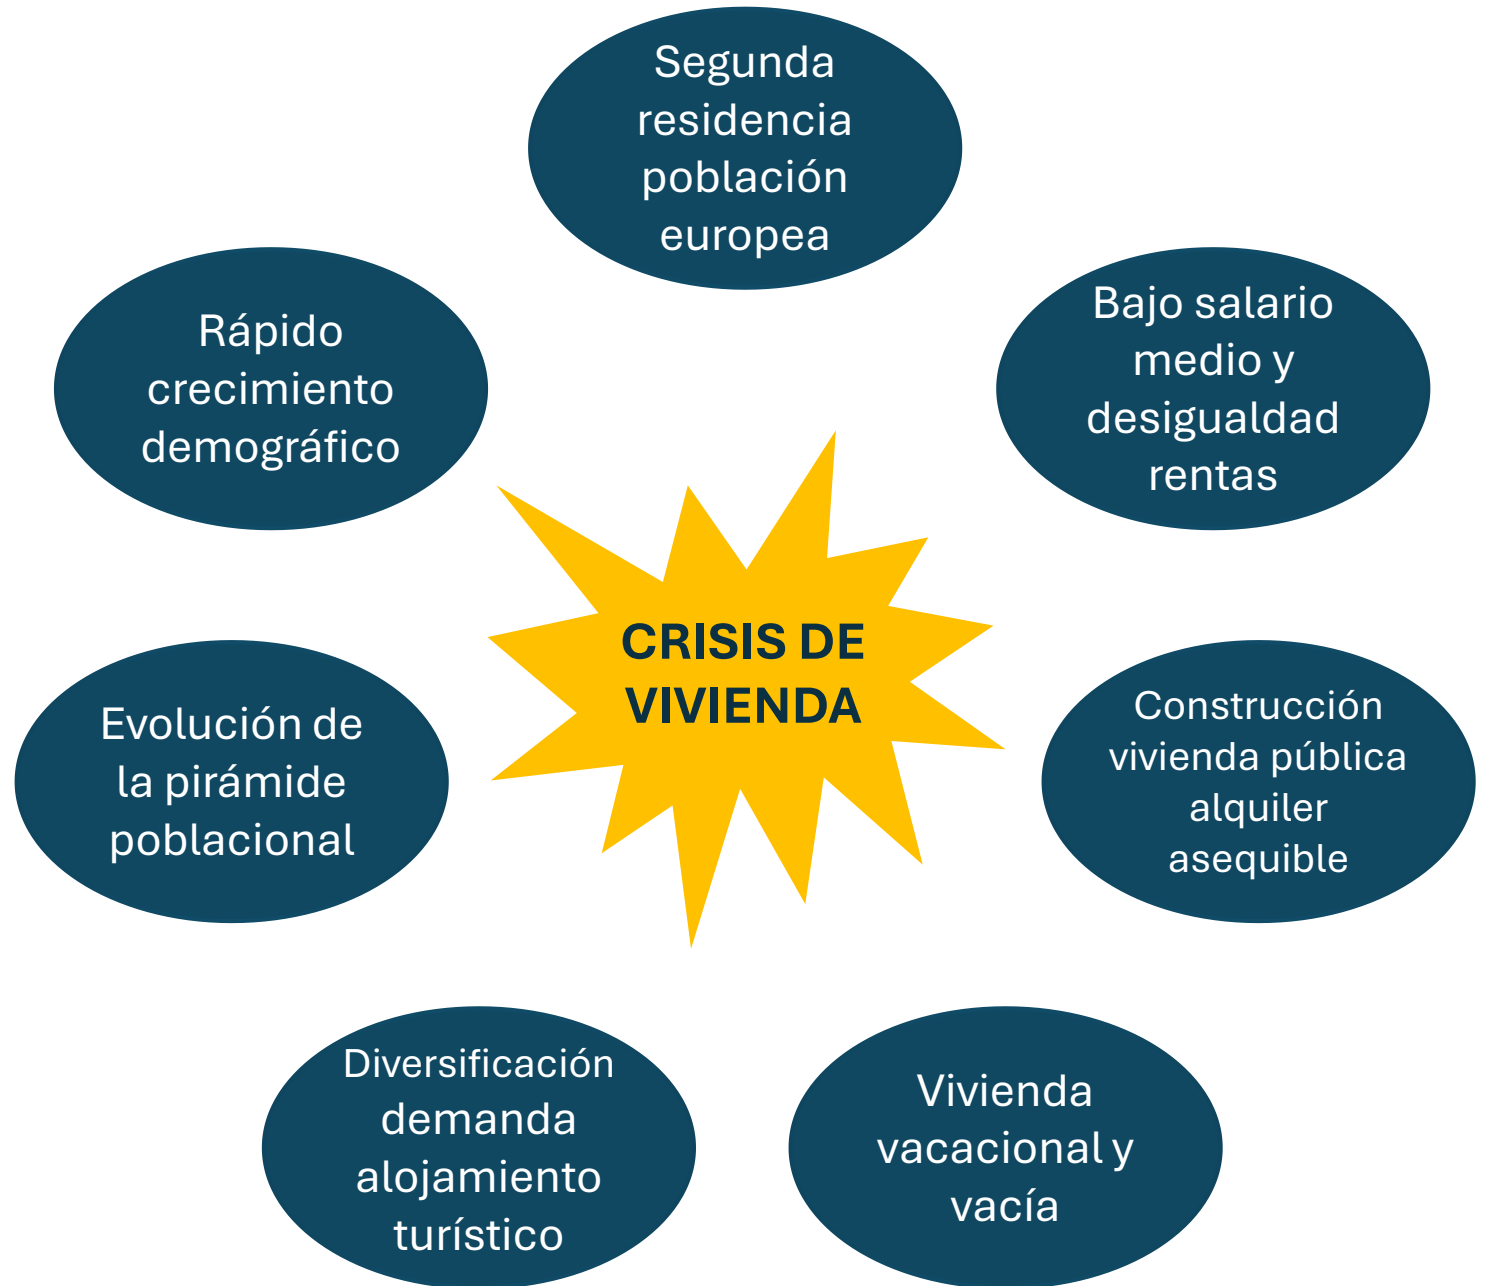 Segunda
residencia
población
europea
Rápido
crecimiento
demográfico
Bajo salario
medio y
desigualdad
rentas
CRISIS DE
VIVIENDA
Evolución de
la pirámide
poblacional
Construcción
vivienda pública
alquiler
asequible
Diversificación
demanda
alojamiento
turístico
Vivienda
vacacional y
vacía